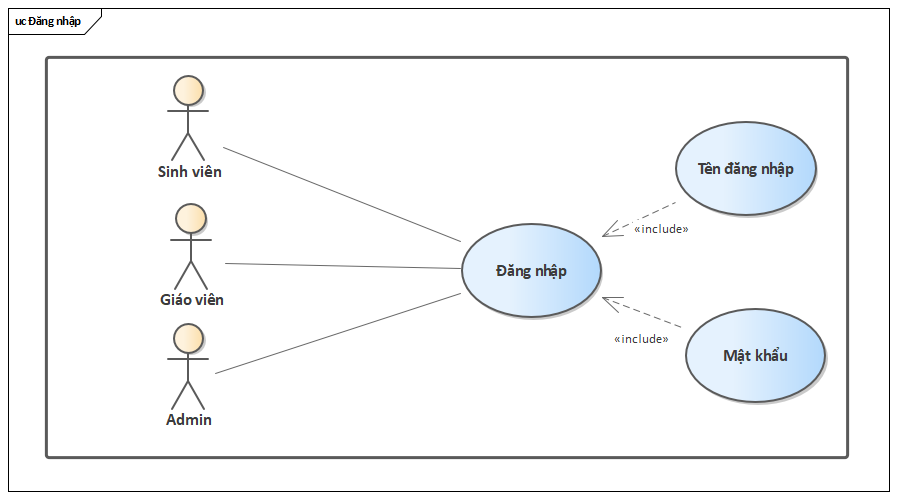 uc Đăng nhập
Sinh viên
Tên đăng nhập
«include»
Giáo viên
Đăng nhập
«include»
Mật khẩu
Admin